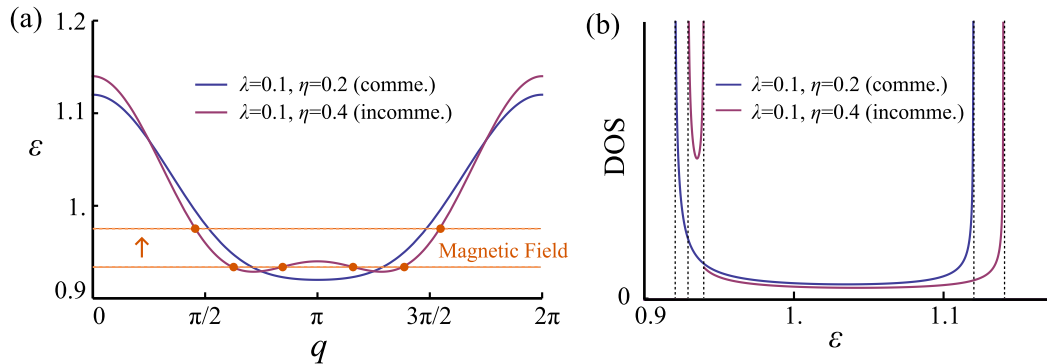 (a)
1.2
λ=0.1, η=0.2 (comme.)
λ=0.1, η=0.4 (incomme.)
1.1
ε
1.
Magnetic Field
0.9
0
π/2
π
3π/2
2π
q
(b)
λ=0.1, η=0.2 (comme.)
λ=0.1, η=0.4 (incomme.)
DOS
0
0.9
1.
1.1
ε